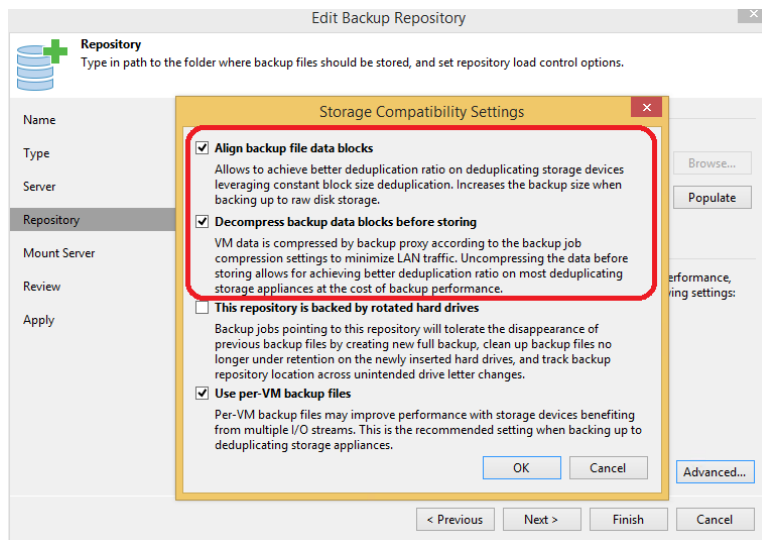 Edit Backup Repository
Repository
Type in path to the folder where backup files should be stored, and set repository load control options.
Name
Type
Server
Repository
Mount Server
Review
Apply
Storage Compatibility Settings
Align backup file data blocks
Allows to achieve better deduplication ratio on deduplicating storage devices
leveraging constant block size deduplication. Increases the backup size when
backing up to raw disk storage.
Decompress backup data blocks before storing
VM data is compressed by backup proxy according to the backup job
compression settings to minimize LAN traffic. Uncompressing the data before
storing allows for achieving better deduplication ratio on most deduplicating
storage appliances at the cost of backup performance.
This repository is backed by rotated hard drives
Backup jobs pointing to this repository will tolerate the disappearance of
previous backup files by creating new full backup, clean up backup files no
longer under retention on the newly inserted hard drives, and track backup
repository location across unintended drive letter changes.
Use per-VM backup files
Per-VM backup files may improve performance with storage devices benefiting
from multiple I/O streams. This is the recommended setting when backing up to
deduplicating storage appliances.
OK
Cancel
Browse...
Populate
erformance,
ing settings:
Advanced...
< Previous
Next >
Finish
Cancel